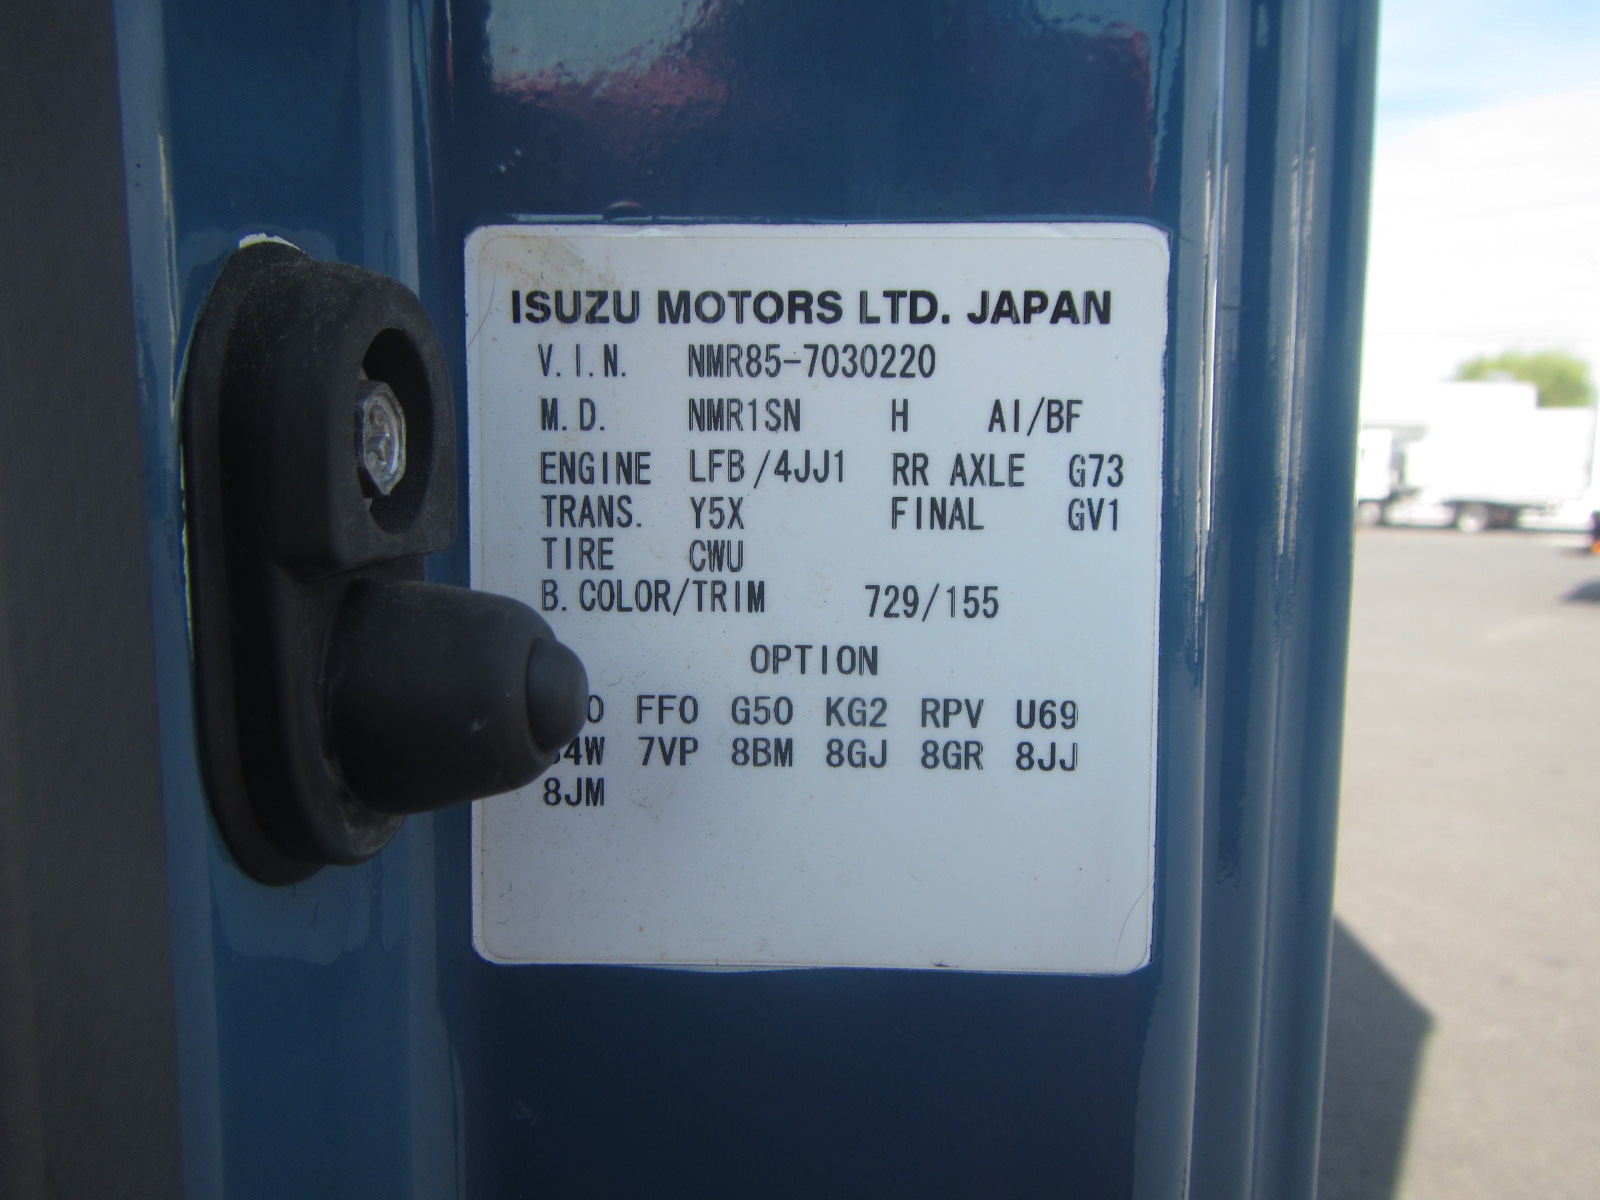 ISUZU MOTORS LTD. JAPAN
V.I.N. NMR85-7030220
M.D. NMR1SN H AI/BF
ENGINE LFB/4JJ1 RR AXLE G73
TRANS. Y5X FINAL GV1
TIRE CWU
B.COLOR/TRIM 729/155
OPTION
FF0 G50 KG2 RPV U69
7VP 8BM 8GJ 8GR 8JJ
8JM